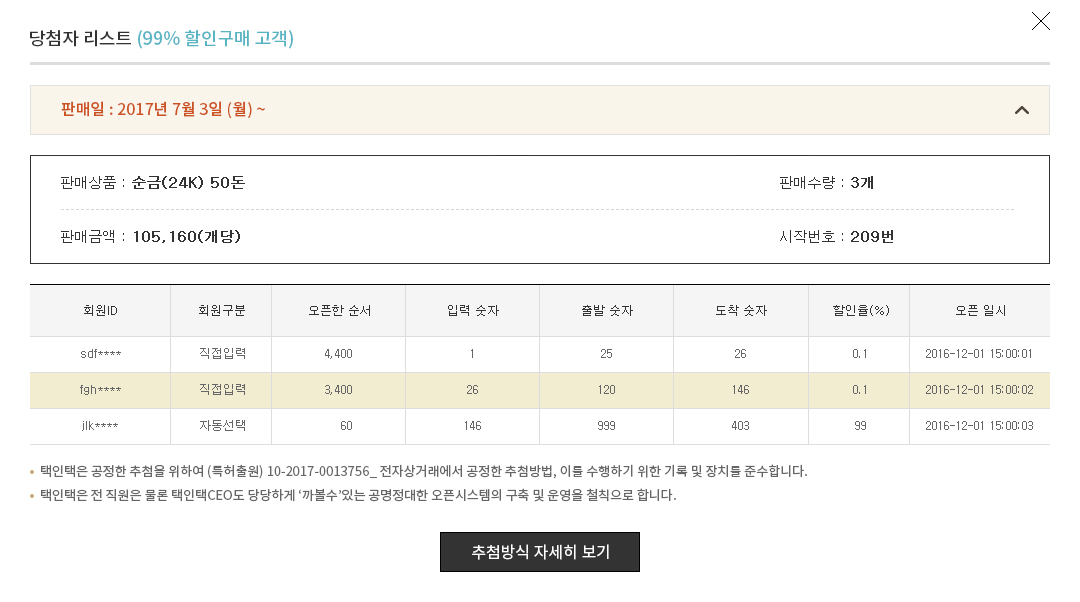 당첨자 리스트 (99% 할인구매 고객)
판매일 : 2017년 7월 3일 (월) ~
판매상품 : 순금(24K) 50돈 판매수량 : 3개
판매금액 : 105,160(개당) 시작번호 : 209번
회원ID 회원구분 오픈한 순서 입력 숫자 출발 숫자 도착 숫자 할인율(%) 오픈 일시
sdf**** 직접입력 4,400 1 25 26 0.1 2016-12-01 15:00:01
fgh**** 직접입력 3,400 26 120 146 0.1 2016-12-01 15:00:02
jlk**** 자동선택 60 146 999 403 99 2016-12-01 15:00:03
• 택인택은 공정한 추첨을 위하여 (특허출원) 10-2017-0013756_ 전자상거래에서 공정한 추첨방법, 이를 수행하기 위한 기록 및 장치를 준수합니다.
• 택인택은 전 직원은 물론 택인택CEO도 당당하게 ‘까볼수’있는 공명정대한 오픈시스템의 구축 및 운영을 철칙으로 합니다.
추첨방식 자세히 보기